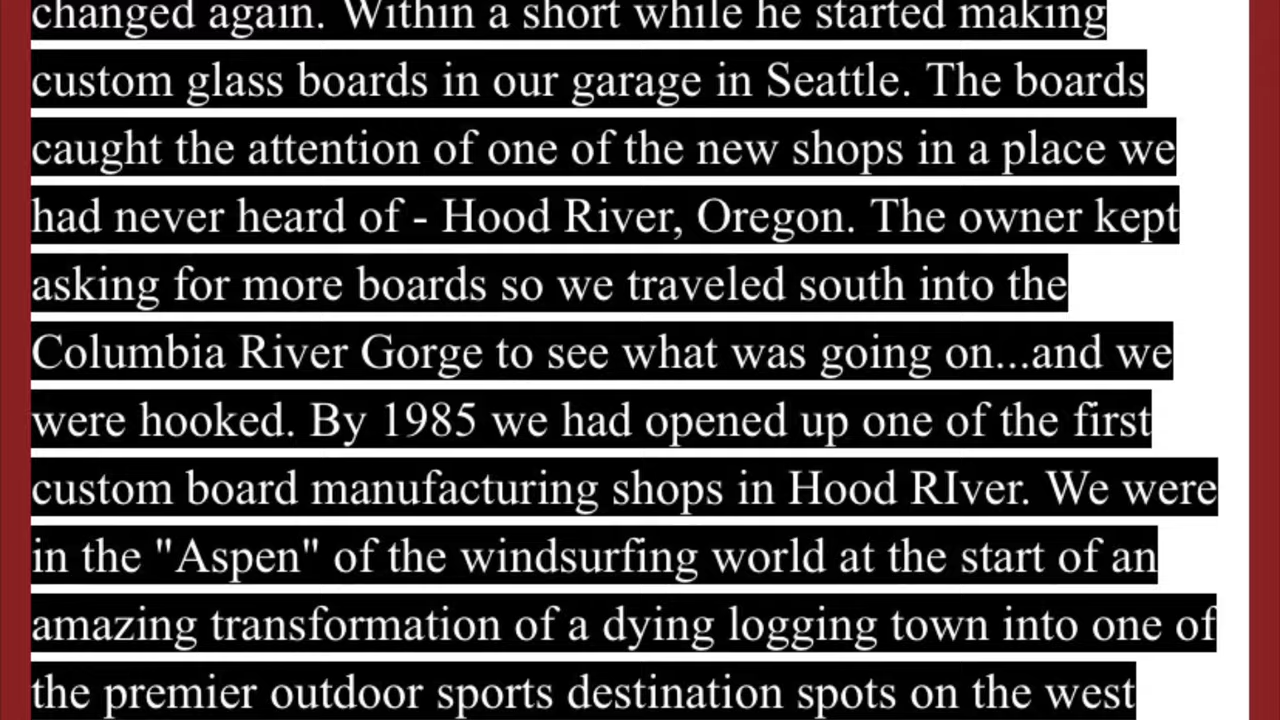 changed again. Within a short while he started making
custom glass boards in our garage in Seattle. The boards
caught the attention of one of the new shops in a place we
had never heard of - Hood River, Oregon. The owner kept
asking for more boards so we traveled south into the
Columbia River Gorge to see what was going on...and we
were hooked. By 1985 we had opened up one of the first
custom board manufacturing shops in Hood RIver. We were
in the "Aspen" of the windsurfing world at the start of an
amazing transformation of a dying logging town into one of
the premier outdoor sports destination spots on the west